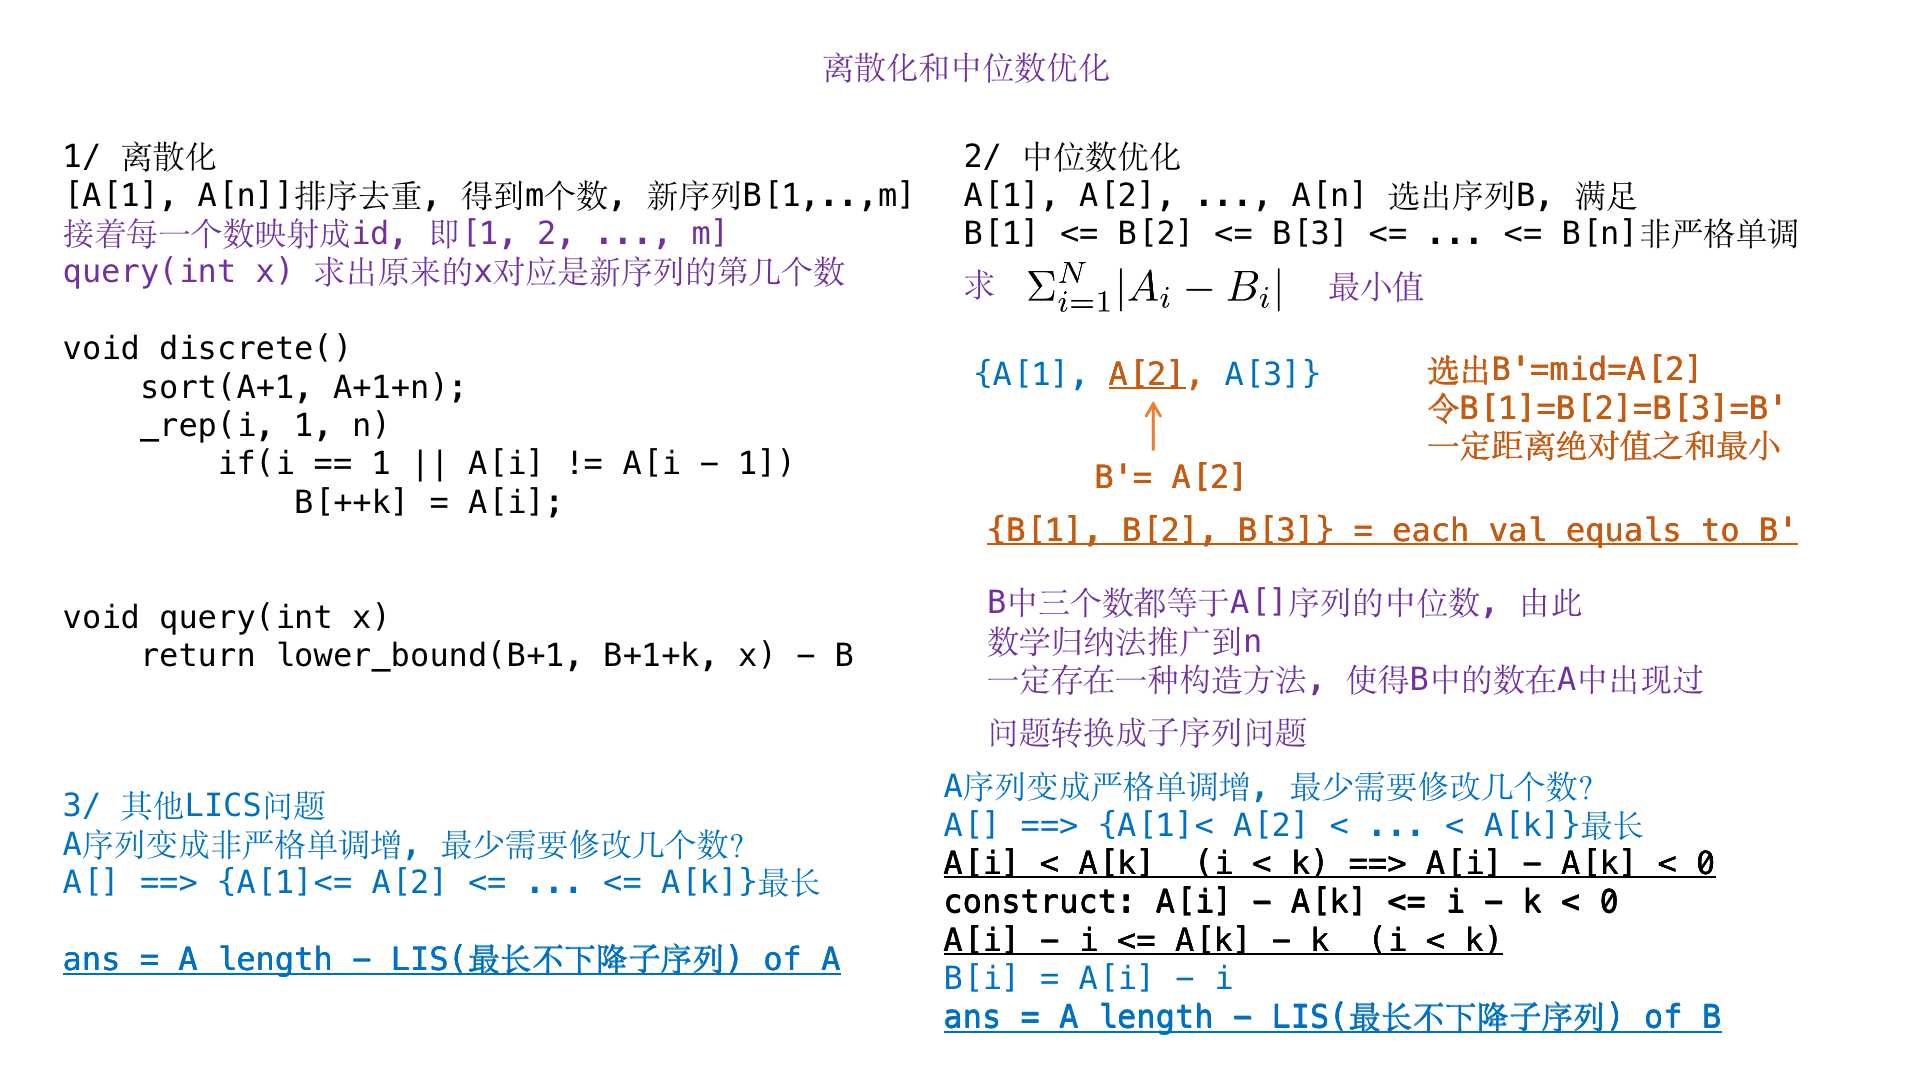 离散化和中位数优化
1/ 离散化
[A[1], A[n]]排序去重, 得到m个数, 新序列B[1,..,m]
接着每一个数映射成id, 即[1, 2, ..., m]
query(int x) 求出原来的x对应是新序列的第几个数
void discrete()
    sort(A+1, A+1+n);
    _rep(i, 1, n)
        if(i == 1 || A[i] != A[i - 1])
            B[++k] = A[i];
void query(int x)
    return lower_bound(B+1, B+1+k, x) - B
3/ 其他LICS问题
A序列变成非严格单调增, 最少需要修改几个数?
A[] ==> {A[1]<= A[2] <= ... <= A[k]}最长
ans = A length - LIS(最长不下降子序列) of A
2/ 中位数优化
A[1], A[2], ..., A[n] 选出序列B, 满足
B[1] <= B[2] <= B[3] <= ... <= B[n]非严格单调
求 $\Sigma_{i=1}^{N}|A_i - B_i|$ 最小值
{A[1], A[2], A[3]}
B'= A[2]
选出B'=mid=A[2]
令B[1]=B[2]=B[3]=B'
一定距离绝对值之和最小
{B[1], B[2], B[3]} = each val equals to B'
B中三个数都等于A[]序列的中位数, 由此
数学归纳法推广到n
一定存在一种构造方法, 使得B中的数在A中出现过
问题转换成子序列问题
A序列变成严格单调增, 最少需要修改几个数?
A[] ==> {A[1]< A[2] < ... < A[k]}最长
A[i] < A[k]  (i < k) ==> A[i] - A[k] < 0
construct: A[i] - A[k] <= i - k < 0
A[i] - i <= A[k] - k  (i < k)
B[i] = A[i] - i
ans = A length - LIS(最长不下降子序列) of B